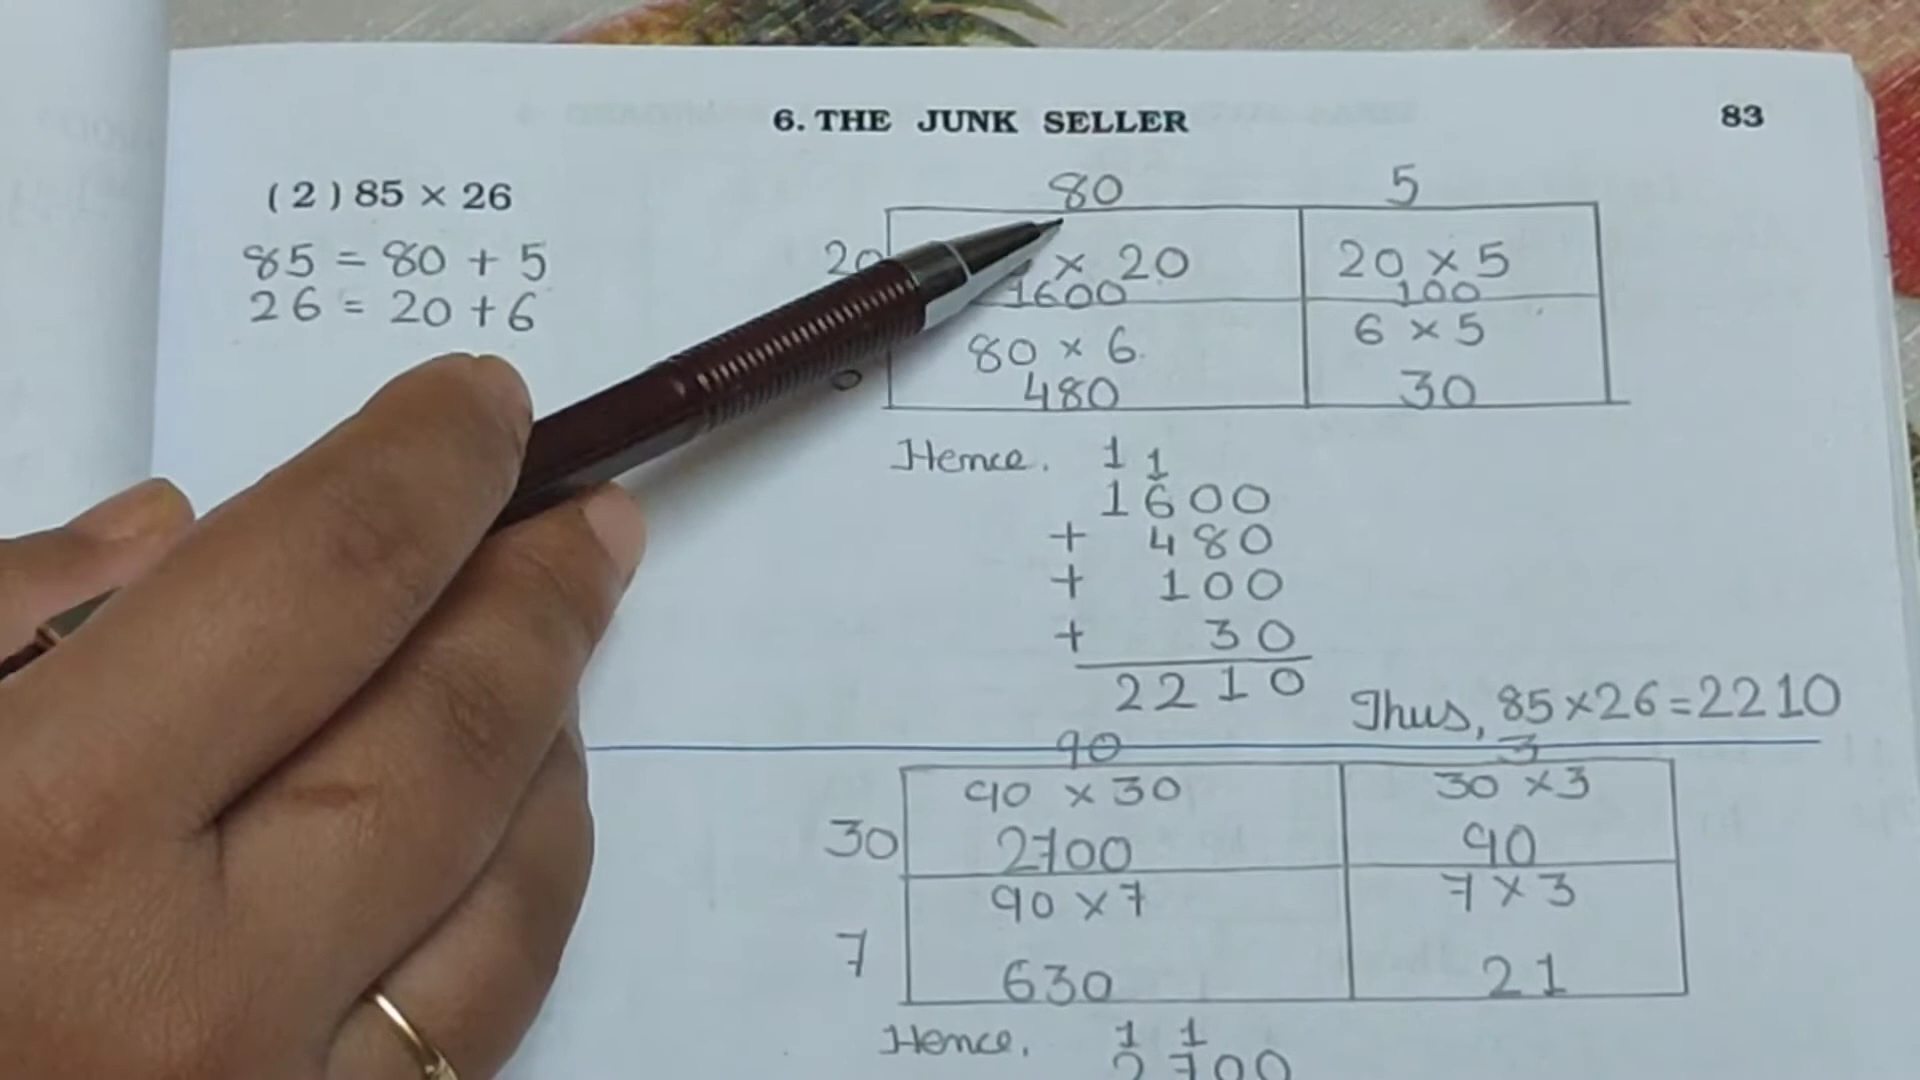 6. THE JUNK SELLER 83
( 2 ) 85 × 26
85 = 80 + 5
26 = 20 + 6
80 5
20 × 20 20 × 5
1600 100
80 × 6 6 × 5
480 30
Hence. 1 1
1600
+ 480
+ 100
+ 30
2210
Thus, 85 × 26 = 2210
90 3
90 × 30 30 × 3
30 2700 90
90 × 7 7 × 3
7 630 21
Hence. 1 1
2700